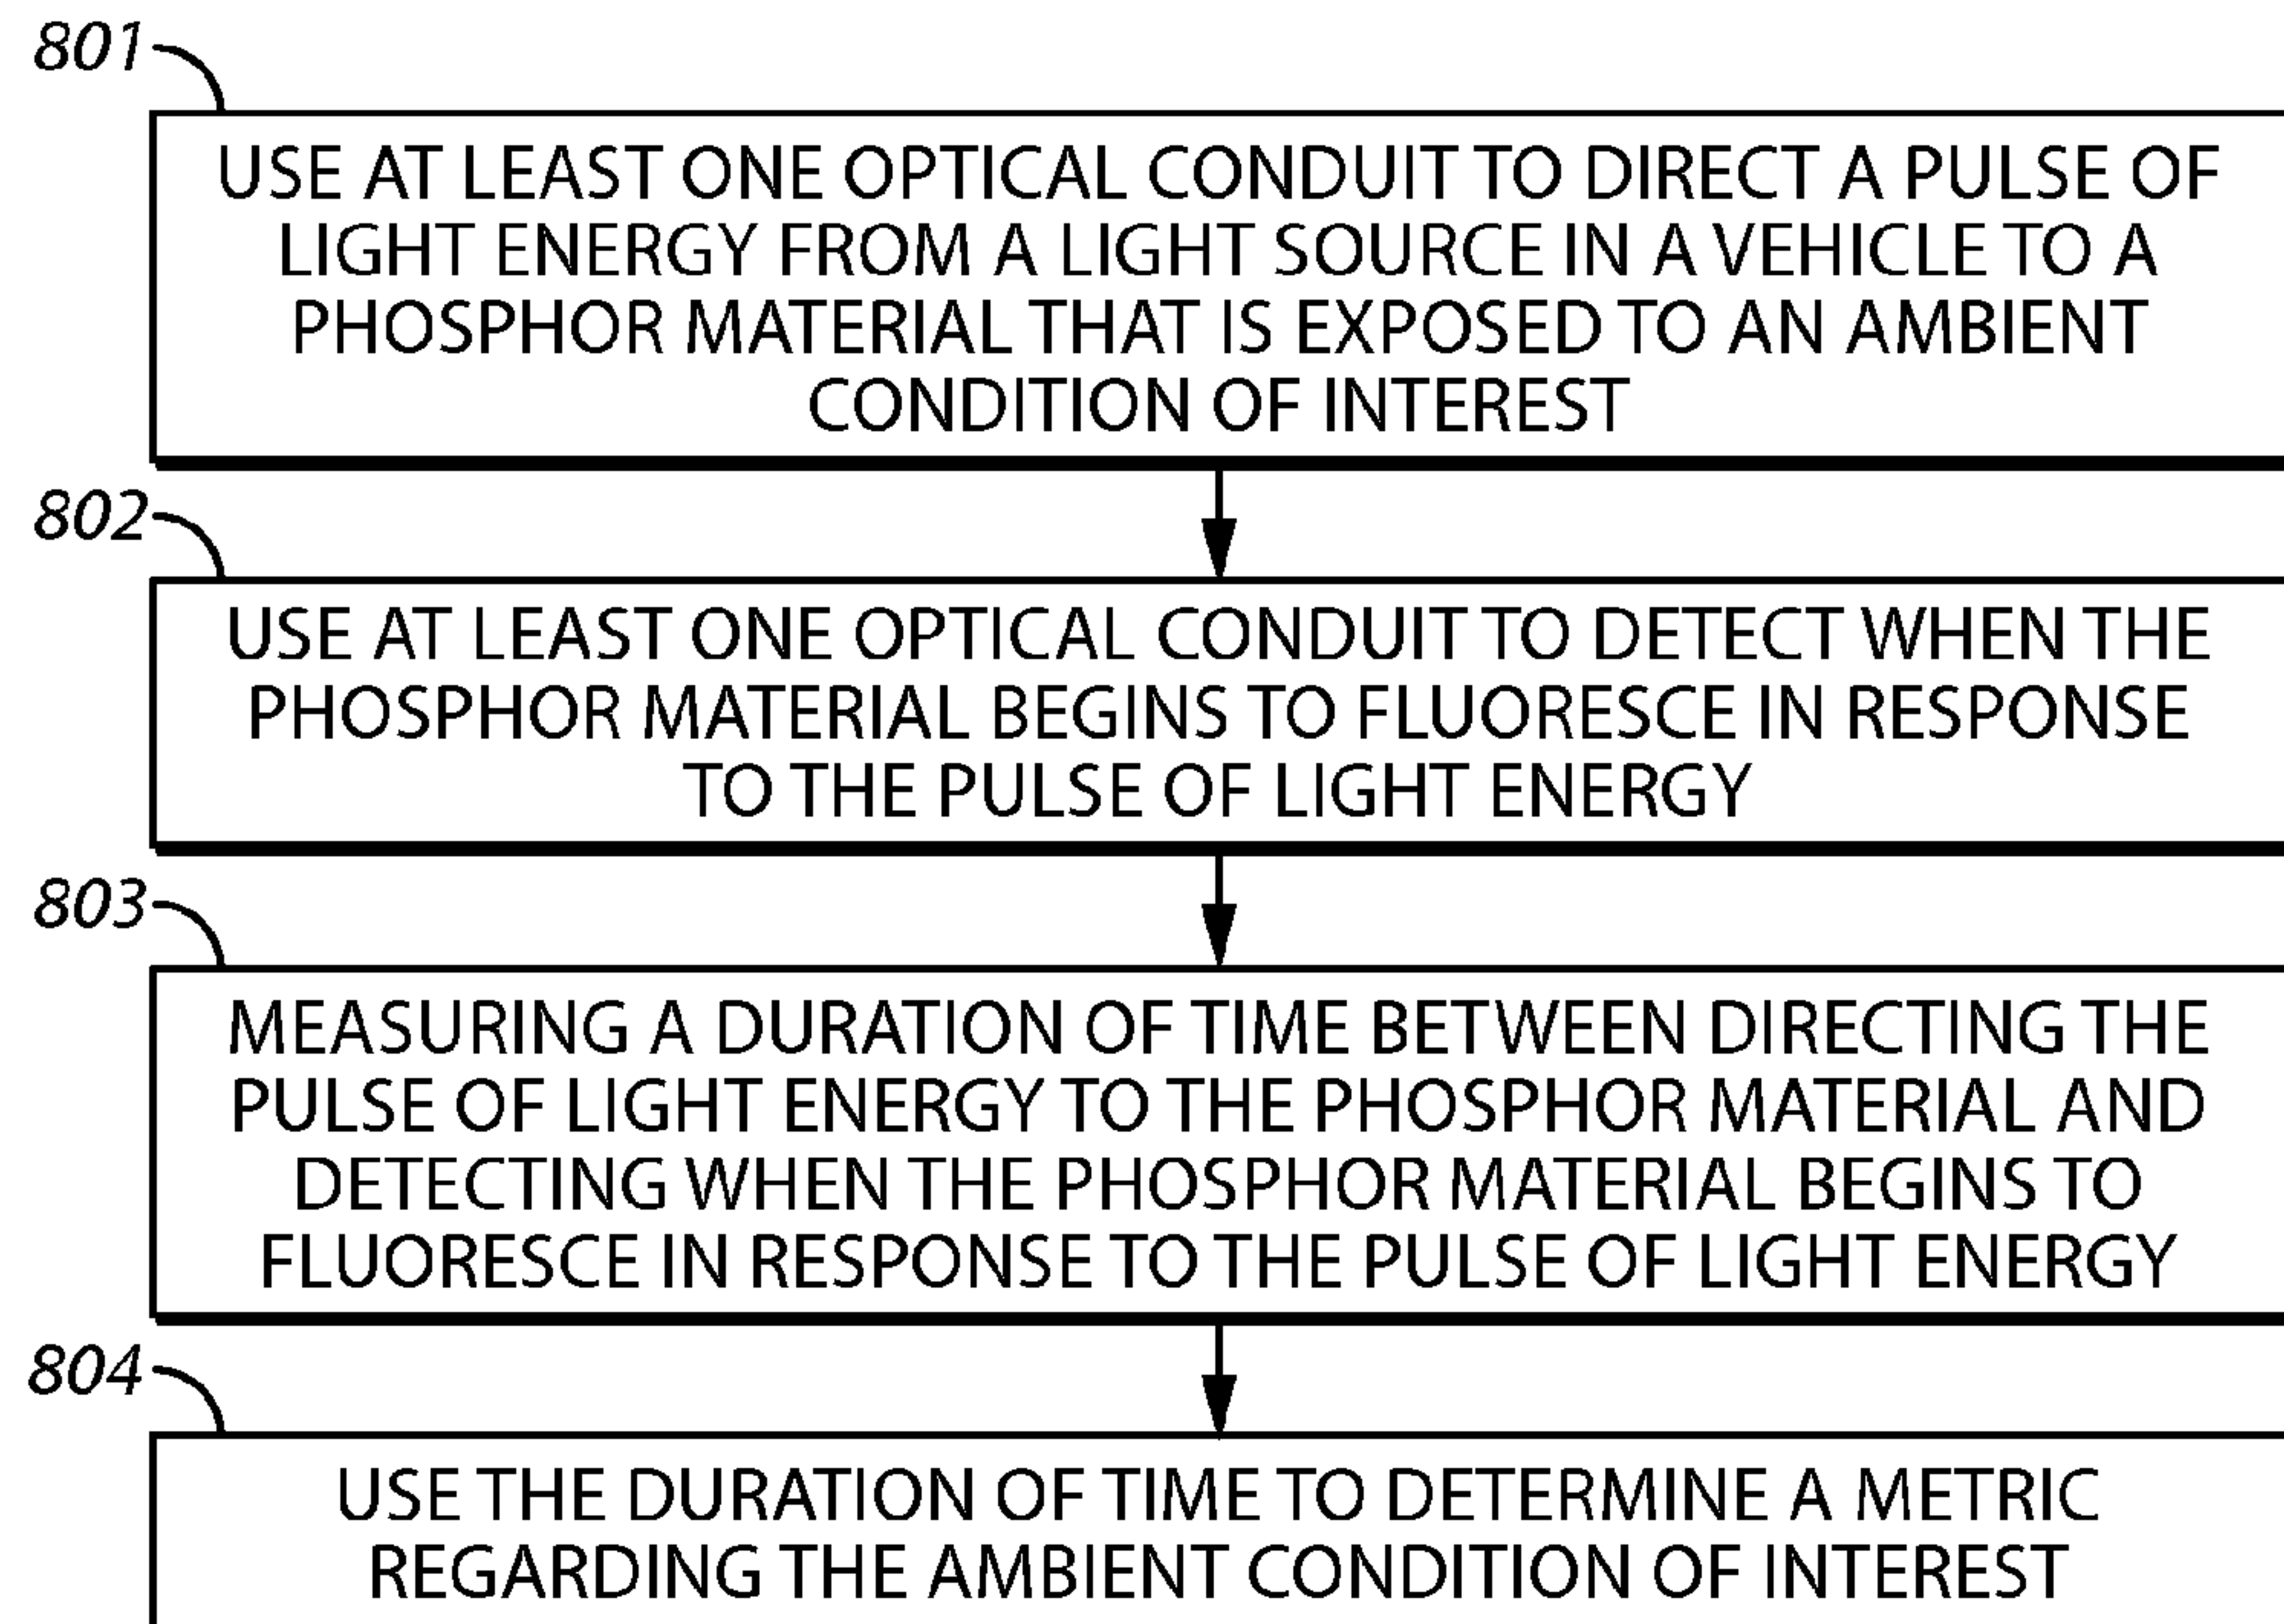 801
USE AT LEAST ONE OPTICAL CONDUIT TO DIRECT A PULSE OF
LIGHT ENERGY FROM A LIGHT SOURCE IN A VEHICLE TO A
PHOSPHOR MATERIAL THAT IS EXPOSED TO AN AMBIENT
CONDITION OF INTEREST
802
USE AT LEAST ONE OPTICAL CONDUIT TO DETECT WHEN THE
PHOSPHOR MATERIAL BEGINS TO FLUORESCE IN RESPONSE
TO THE PULSE OF LIGHT ENERGY
803
MEASURING A DURATION OF TIME BETWEEN DIRECTING THE
PULSE OF LIGHT ENERGY TO THE PHOSPHOR MATERIAL AND
DETECTING WHEN THE PHOSPHOR MATERIAL BEGINS TO
FLUORESCE IN RESPONSE TO THE PULSE OF LIGHT ENERGY
804
USE THE DURATION OF TIME TO DETERMINE A METRIC
REGARDING THE AMBIENT CONDITION OF INTEREST